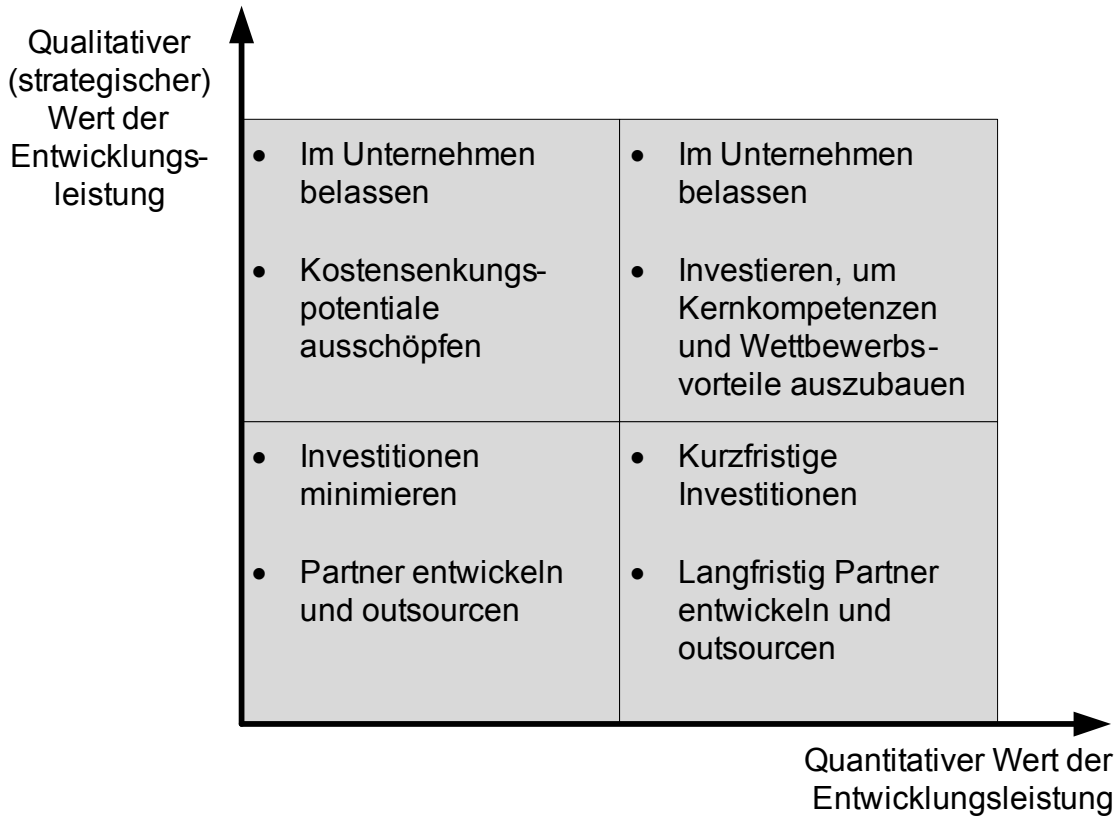 Qualitativer
(strategischer)
Wert der
Entwicklungs-
leistung
• Im Unternehmen
belassen
• Kostensenkungs-
potentiale
ausschöpfen
• Im Unternehmen
belassen
• Investieren, um
Kernkompetenzen
und Wettbewerbs-
vorteile auszubauen
• Investitionen
minimieren
• Partner entwickeln
und outsourcen
• Kurzfristige
Investitionen
• Langfristig Partner
entwickeln und
outsourcen
Quantitativer Wert der
Entwicklungsleistung